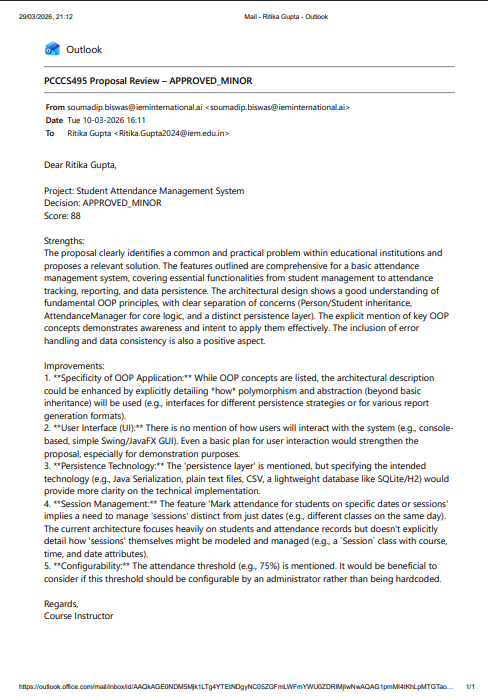 29/03/2026, 21:12 Mail - Ritika Gupta - Outlook
Outlook
PCCCS495 Proposal Review – APPROVED_MINOR
From soumadip.biswas@ieminternational.ai <soumadip.biswas@ieminternational.ai>
Date Tue 10-03-2026 16:11
To Ritika Gupta <Ritika.Gupta2024@iem.edu.in>
Dear Ritika Gupta,
Project: Student Attendance Management System
Decision: APPROVED_MINOR
Score: 88
Strengths:
The proposal clearly identifies a common and practical problem within educational institutions and
proposes a relevant solution. The features outlined are comprehensive for a basic attendance
management system, covering essential functionalities from student management to attendance
tracking, reporting, and data persistence. The architectural design shows a good understanding of
fundamental OOP principles, with clear separation of concerns (Person/Student inheritance,
AttendanceManager for core logic, and a distinct persistence layer). The explicit mention of key OOP
concepts demonstrates awareness and intent to apply them effectively. The inclusion of error
handling and data consistency is also a positive aspect.
Improvements:
1. **Specificity of OOP Application:** While OOP concepts are listed, the architectural description
could be enhanced by explicitly detailing *how* polymorphism and abstraction (beyond basic
inheritance) will be used (e.g., interfaces for different persistence strategies or for various report
generation formats).
2. **User Interface (UI):** There is no mention of how users will interact with the system (e.g., console-
based, simple Swing/JavaFX GUI). Even a basic plan for user interaction would strengthen the
proposal, especially for demonstration purposes.
3. **Persistence Technology:** The 'persistence layer' is mentioned, but specifying the intended
technology (e.g., Java Serialization, plain text files, CSV, a lightweight database like SQLite/H2) would
provide more clarity on the technical implementation.
4. **Session Management:** The feature 'Mark attendance for students on specific dates or sessions'
implies a need to manage 'sessions' distinct from just dates (e.g., different classes on the same day).
The current architecture focuses heavily on students and attendance records but doesn't explicitly
detail how 'sessions' themselves might be modeled and managed (e.g., a `Session` class with course,
time, and date attributes).
5. **Configurability:** The attendance threshold (e.g., 75%) is mentioned. It would be beneficial to
consider if this threshold should be configurable by an administrator rather than being hardcoded.
Regards,
Course Instructor
1/1